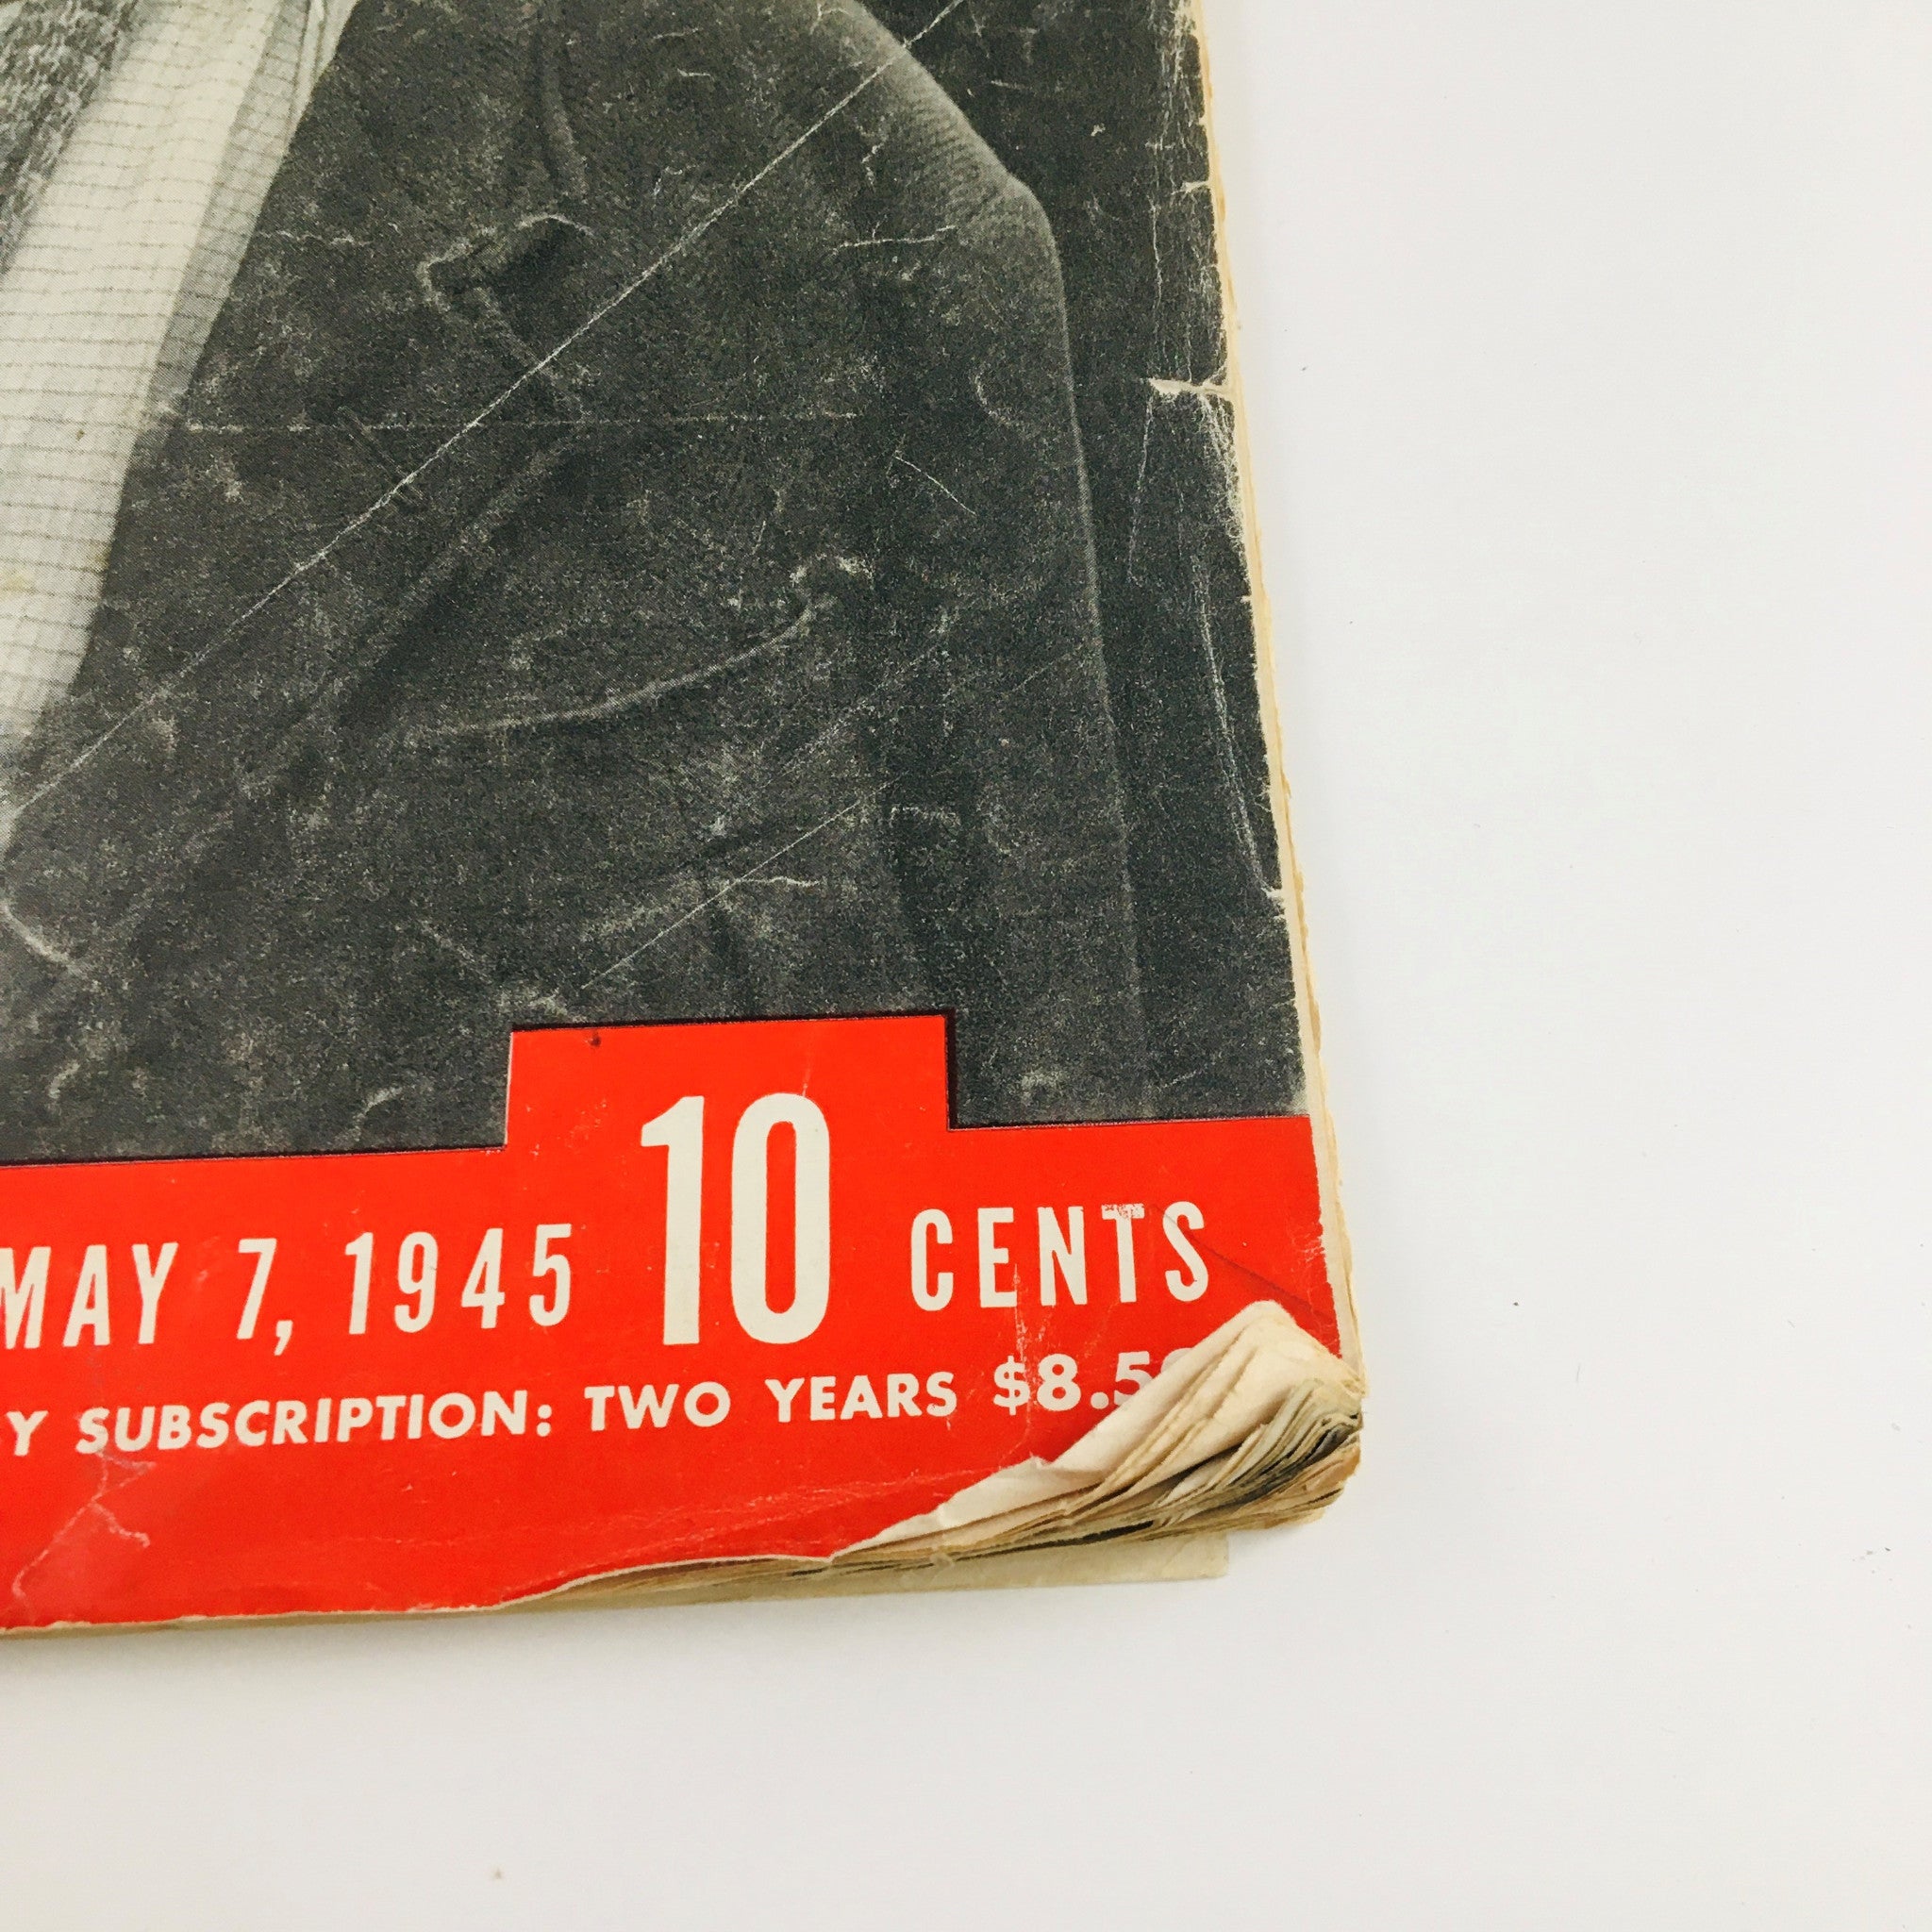 MAY 7, 1945 10 CENTS
SUBSCRIPTION: TWO YEARS $8.5